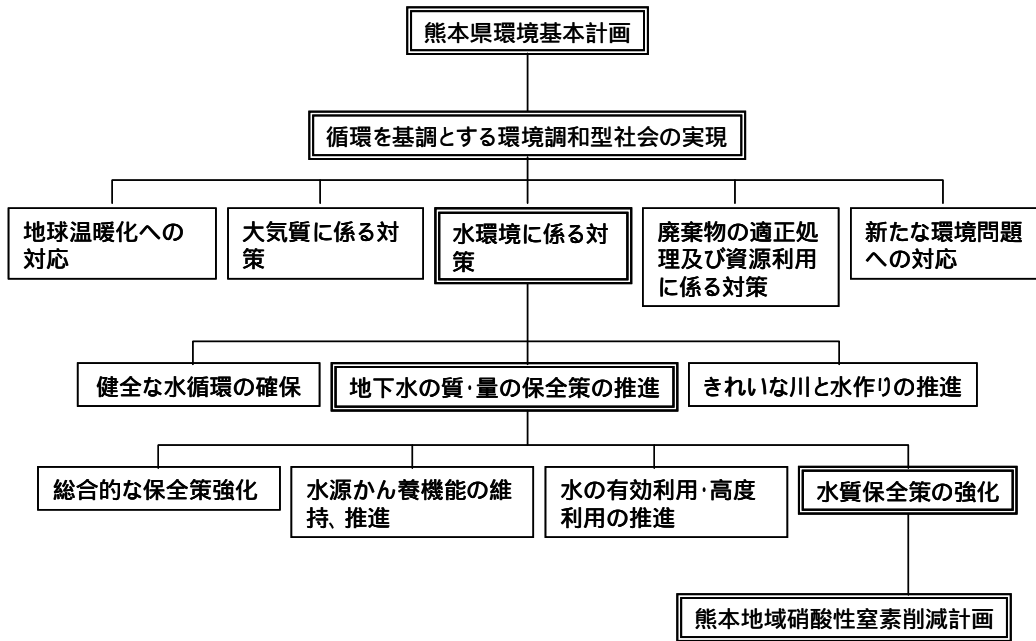 熊本県環境基本計画
循環を基調とする環境調和型社会の実現
地球温暖化への
対応
大気質に係る対
策
水環境に係る対
策
廃棄物の適正処
理及び資源利用
に係る対策
新たな環境問題
への対応
健全な水循環の確保
地下水の質・量の保全策の推進
きれいな川と水作りの推進
総合的な保全策強化
水源かん養機能の維
持、推進
水の有効利用・高度
利用の推進
水質保全策の強化
熊本地域硝酸性窒素削減計画